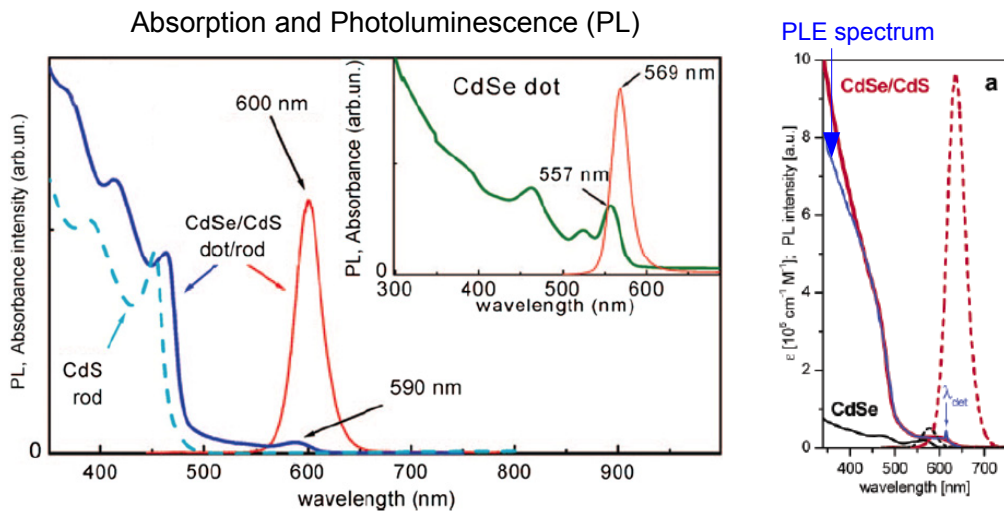 Absorption and Photoluminescence (PL)
PL, Absorbance intensity (arb.un.)
0
400
500
600
700
800
900
wavelength (nm)
600 nm
CdSe/CdS
dot/rod
CdS
rod
590 nm
PL, Absorbance (arb.un.)
0
CdSe dot
569 nm
557 nm
300
400
500
600
wavelength (nm)
PLE spectrum
ε [10⁵ cm⁻¹ M⁻¹]; PL intensity [a.u.]
10
8
6
4
2
0
CdSe/CdS
a
λdet
CdSe
400
500
600
700
wavelength [nm]